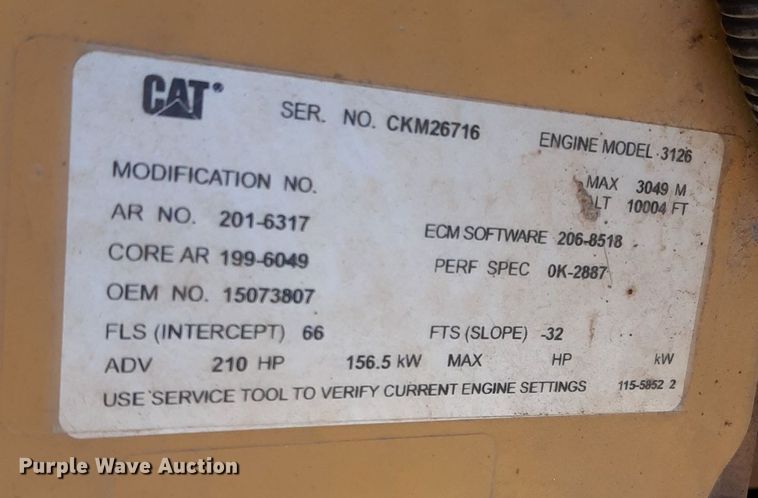 CAT® SER. NO. CKM26716 ENGINE MODEL 3126
MODIFICATION NO. MAX 3049 M
LT 10004 FT
AR NO. 201-6317 ECM SOFTWARE 206-8518
CORE AR 199-6049 PERF SPEC 0K-2887
OEM NO. 15073807
FLS (INTERCEPT) 66 FTS (SLOPE) -32
ADV 210 HP 156.5 kW MAX HP kW
USE SERVICE TOOL TO VERIFY CURRENT ENGINE SETTINGS 115-5852 2
Purple Wave Auction